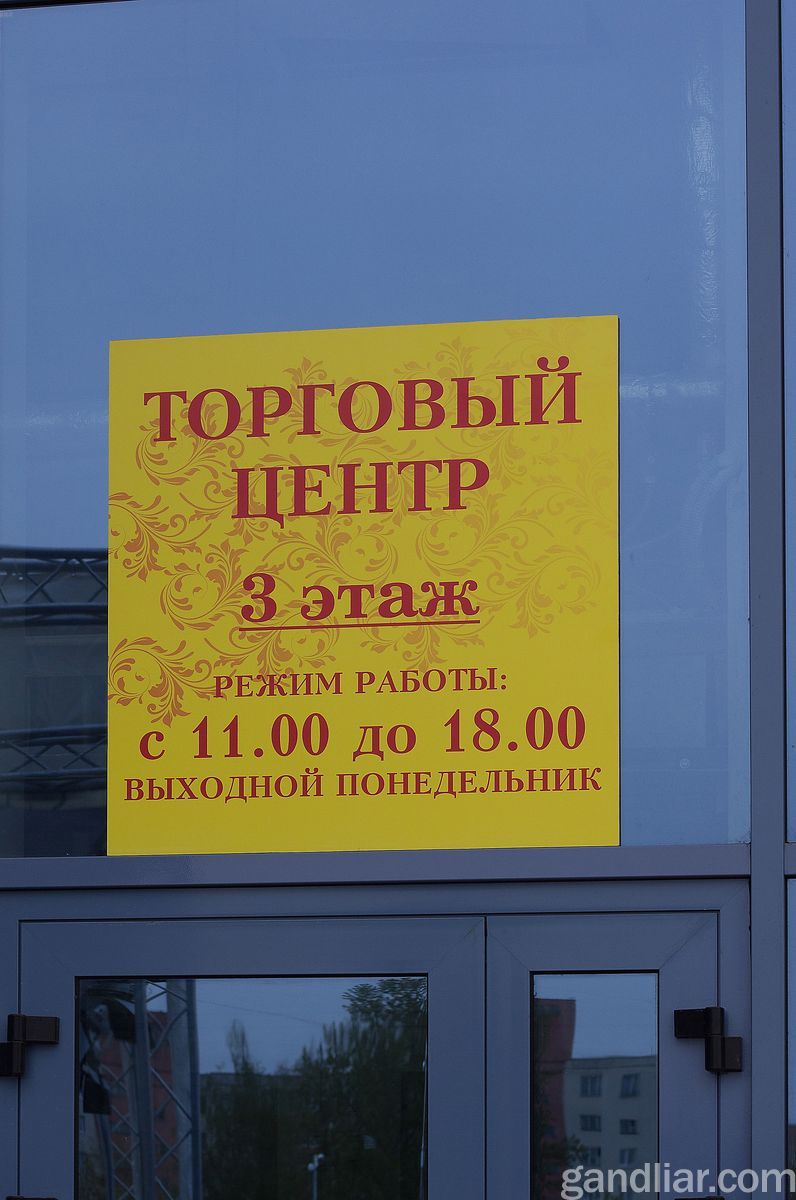 ТОРГОВЫЙ
ЦЕНТР
3 этаж
РЕЖИМ РАБОТЫ:
с 11.00 до 18.00
ВЫХОДНОЙ ПОНЕДЕЛЬНИК
gandliar.com